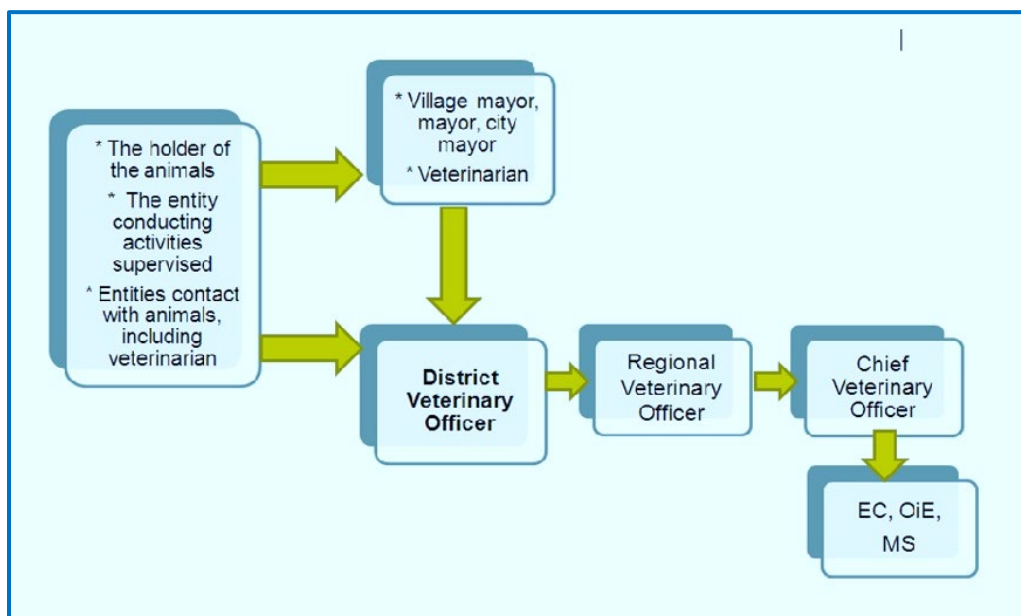 * The holder of
the animals
* The entity
conducting
activities
supervised
* Entities contact
with animals,
including
veterinarian
* Village mayor,
mayor, city
mayor
* Veterinarian
District
Veterinary
Officer
Regional
Veterinary
Officer
Chief
Veterinary
Officer
EC, OiE,
MS